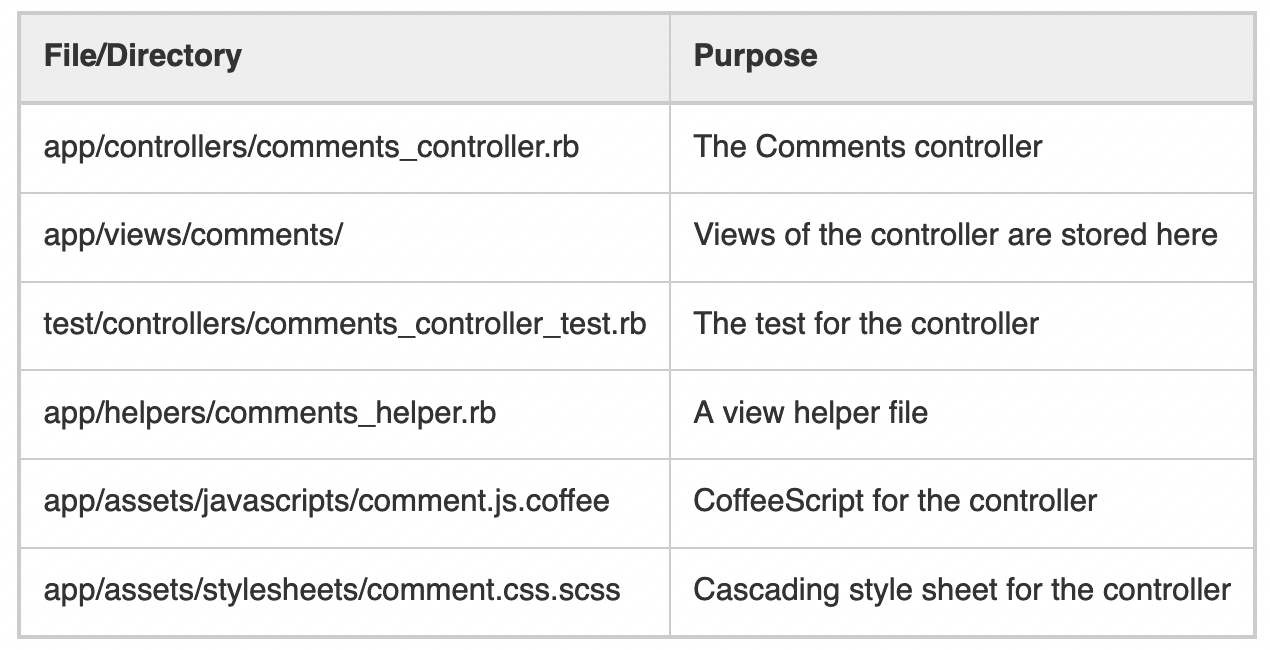 File/Directory Purpose
app/controllers/comments_controller.rb The Comments controller
app/views/comments/ Views of the controller are stored here
test/controllers/comments_controller_test.rb The test for the controller
app/helpers/comments_helper.rb A view helper file
app/assets/javascripts/comment.js.coffee CoffeeScript for the controller
app/assets/stylesheets/comment.css.scss Cascading style sheet for the controller